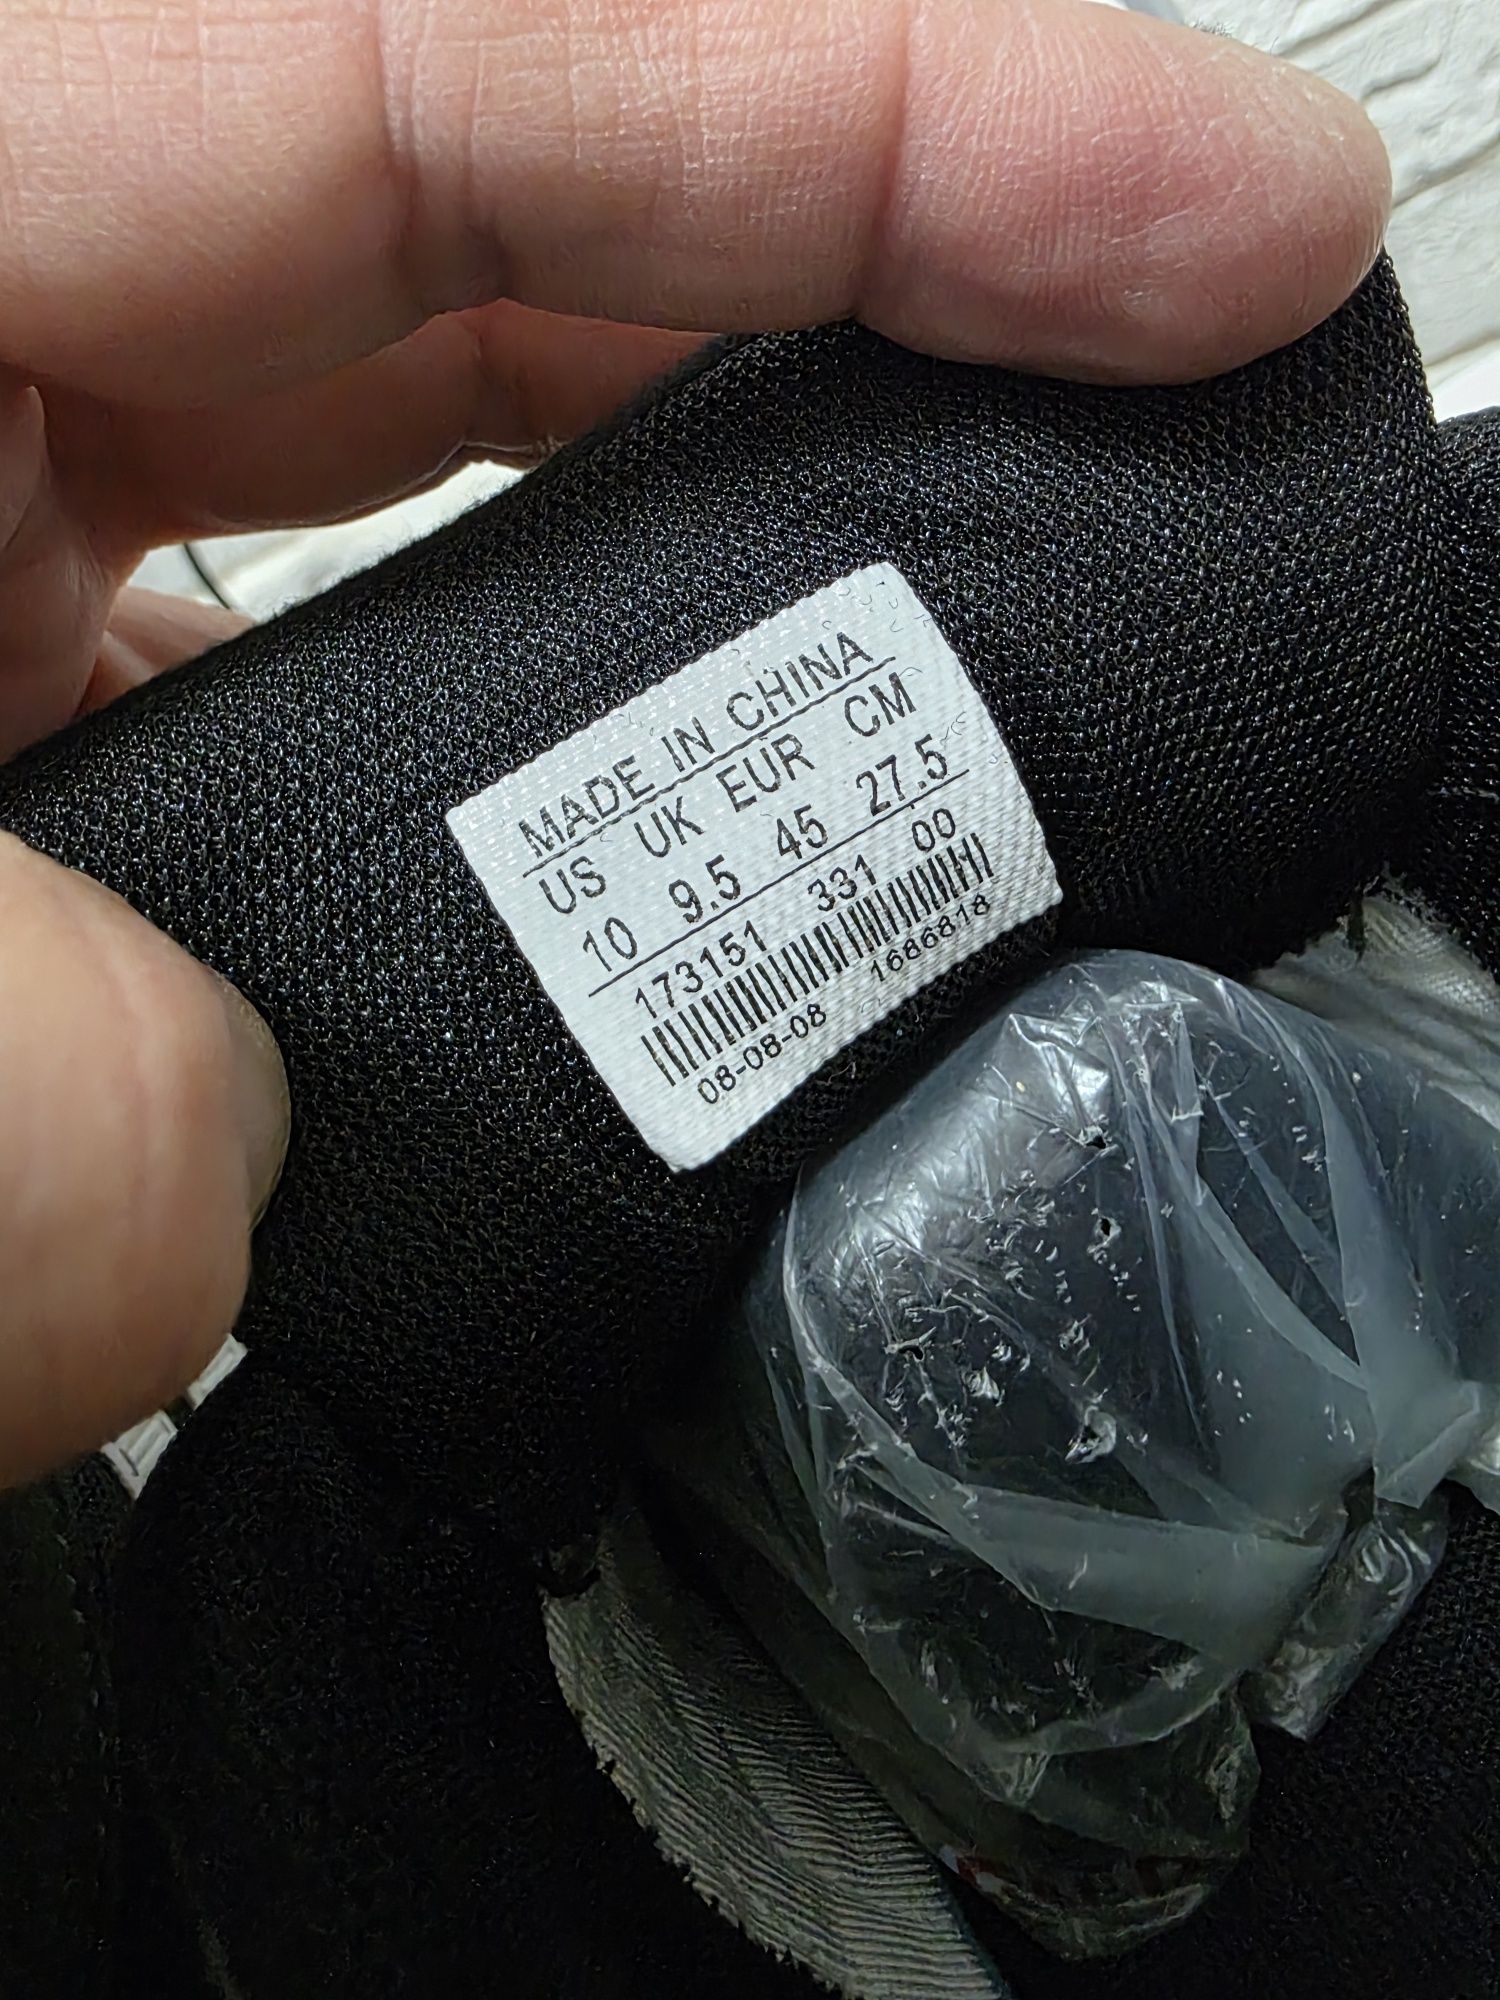 MADE IN CHINA
US UK EUR CM
10 9.5 45 27.5
173151 331 00
08-08-08 1686818